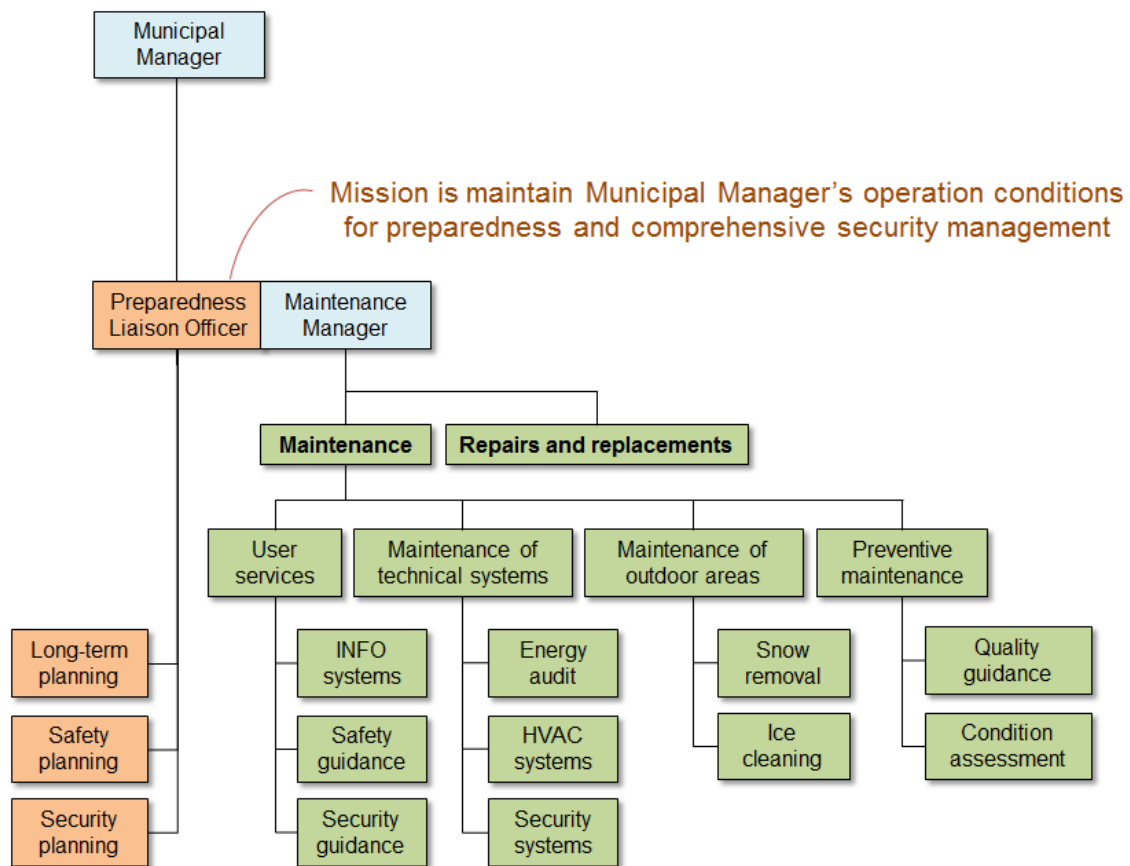 Municipal
Manager
Mission is maintain Municipal Manager's operation conditions
for preparedness and comprehensive security management
Preparedness
Liaison Officer
Maintenance
Manager
Maintenance
Repairs and replacements
User
services
Maintenance of
technical systems
Maintenance of
outdoor areas
Preventive
maintenance
Long-term
planning
Safety
planning
Security
planning
INFO
systems
Safety
guidance
Security
guidance
Energy
audit
HVAC
systems
Security
systems
Snow
removal
Ice
cleaning
Quality
guidance
Condition
assessment